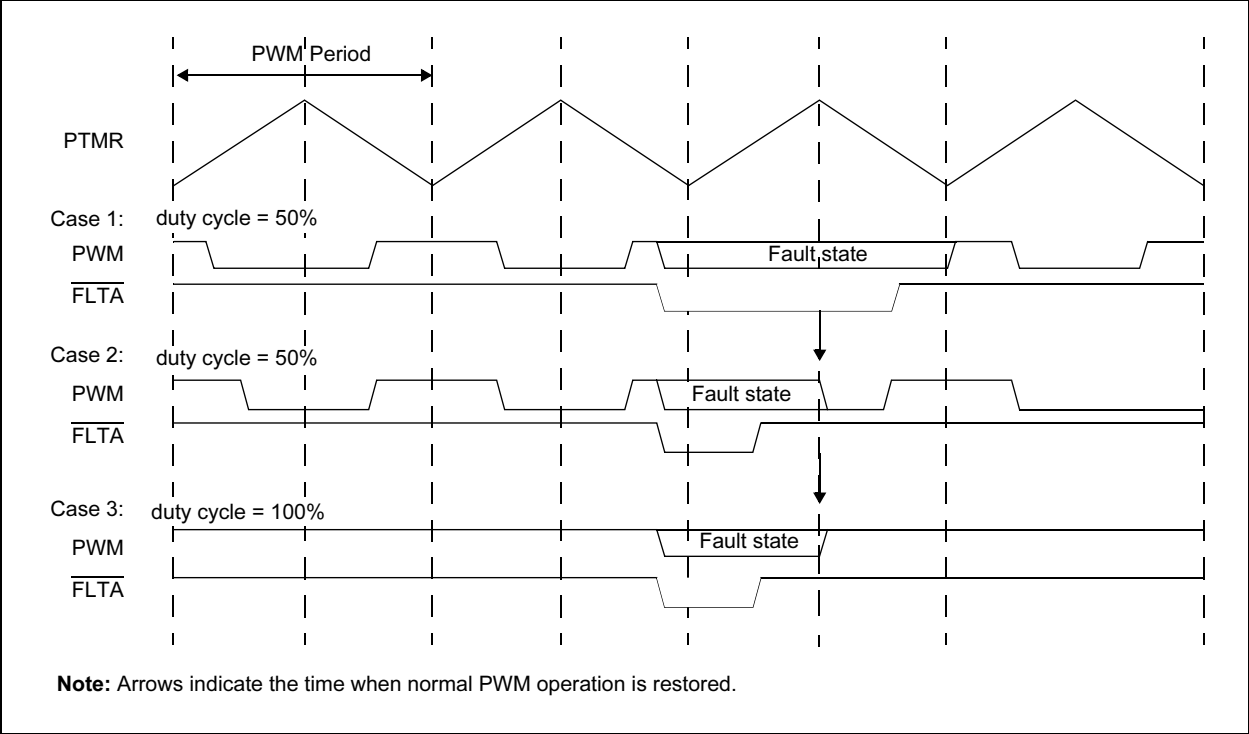 PWM Period
PTMR
Case 1: duty cycle = 50%
PWM Fault state
FLTA
Case 2: duty cycle = 50%
PWM Fault state
FLTA
Case 3: duty cycle = 100%
PWM Fault state
FLTA
Note: Arrows indicate the time when normal PWM operation is restored.